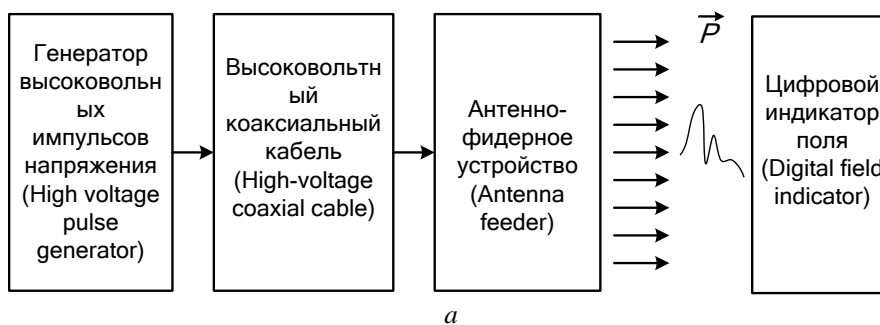 Генератор
высоковольн
ых
импульсов
напряжения
(High voltage
pulse
generator)
Высоковольтн
ый
коаксиальный
кабель
(High-voltage
coaxial cable)
Антенно-
фидерное
устройство
(Antenna
feeder)
P
Цифровой
индикатор
поля
(Digital field
indicator)
а